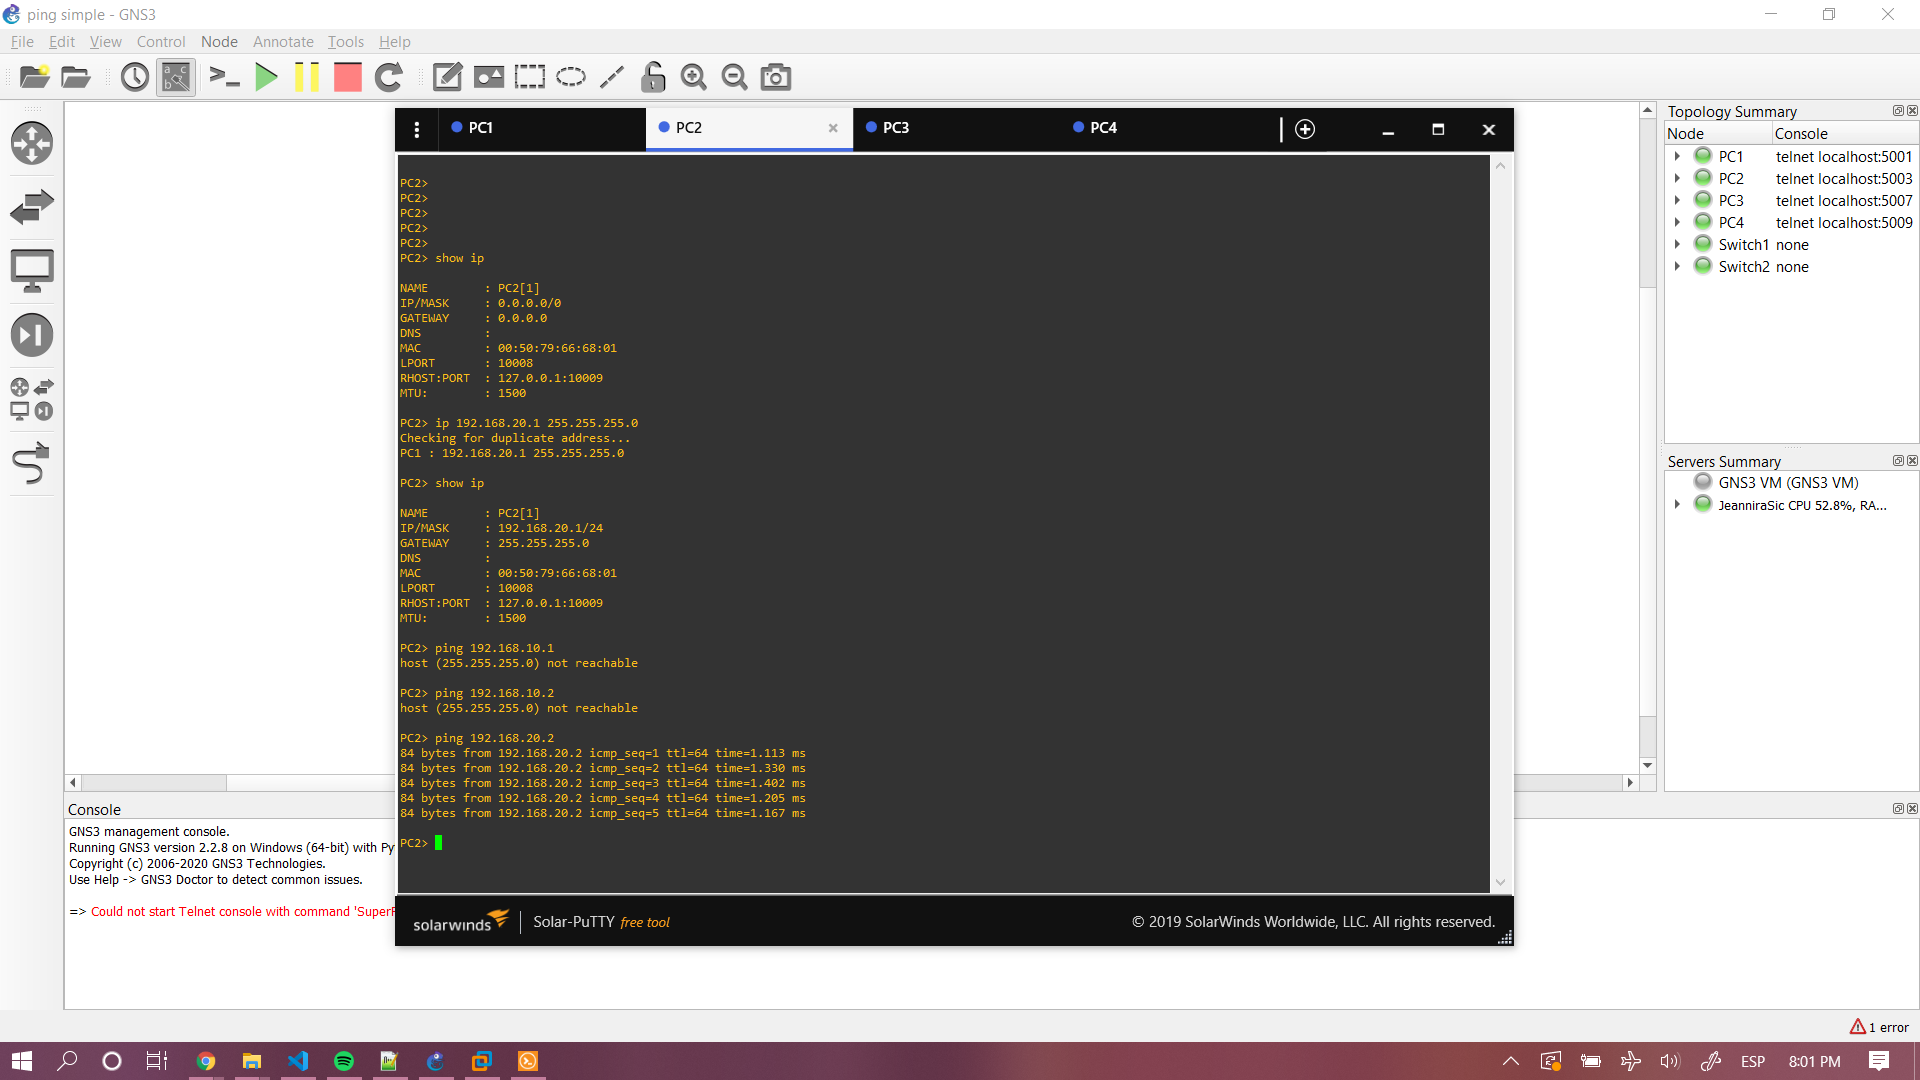 ping simple - GNS3
File Edit View Control Node Annotate Tools Help
PC1
PC2
PC3
PC4
PC2>
PC2>
PC2>
PC2>
PC2>
PC2> show ip
NAME : PC2[1]
IP/MASK : 0.0.0.0/0
GATEWAY : 0.0.0.0
DNS :
MAC : 00:50:79:66:68:01
LPORT : 10008
RHOST:PORT : 127.0.0.1:10009
MTU: : 1500
PC2> ip 192.168.20.1 255.255.255.0
Checking for duplicate address...
PC1 : 192.168.20.1 255.255.255.0
PC2> show ip
NAME : PC2[1]
IP/MASK : 192.168.20.1/24
GATEWAY : 255.255.255.0
DNS :
MAC : 00:50:79:66:68:01
LPORT : 10008
RHOST:PORT : 127.0.0.1:10009
MTU: : 1500
PC2> ping 192.168.10.1
host (255.255.255.0) not reachable
PC2> ping 192.168.10.2
host (255.255.255.0) not reachable
PC2> ping 192.168.20.2
84 bytes from 192.168.20.2 icmp_seq=1 ttl=64 time=1.113 ms
84 bytes from 192.168.20.2 icmp_seq=2 ttl=64 time=1.330 ms
84 bytes from 192.168.20.2 icmp_seq=3 ttl=64 time=1.402 ms
84 bytes from 192.168.20.2 icmp_seq=4 ttl=64 time=1.205 ms
84 bytes from 192.168.20.2 icmp_seq=5 ttl=64 time=1.167 ms
PC2>
solarwinds Solar-PuTTY free tool © 2019 SolarWinds Worldwide, LLC. All rights reserved.
Topology Summary
Node Console
PC1 telnet localhost:5001
PC2 telnet localhost:5003
PC3 telnet localhost:5007
PC4 telnet localhost:5009
Switch1 none
Switch2 none
Servers Summary
GNS3 VM (GNS3 VM)
JeanniraSic CPU 52.8%, RA...
Console
GNS3 management console.
Running GNS3 version 2.2.8 on Windows (64-bit) with Py
Copyright (c) 2006-2020 GNS3 Technologies.
Use Help -> GNS3 Doctor to detect common issues.
=> Could not start Telnet console with command 'SuperP
1 error
ESP 8:01 PM